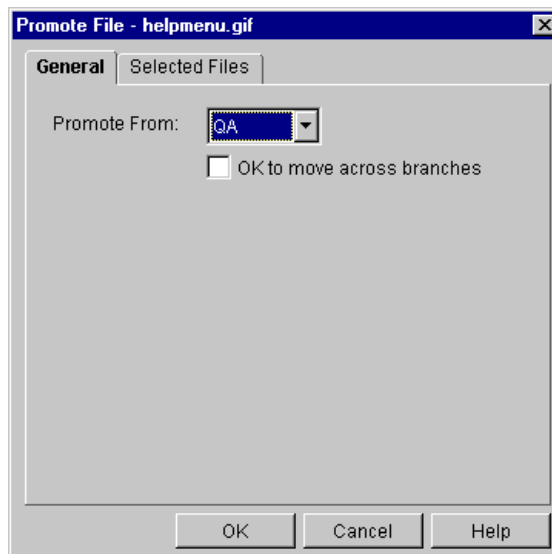 Promote File - helpmenu.gif
General Selected Files
Promote From: QA
OK to move across branches
OK Cancel Help